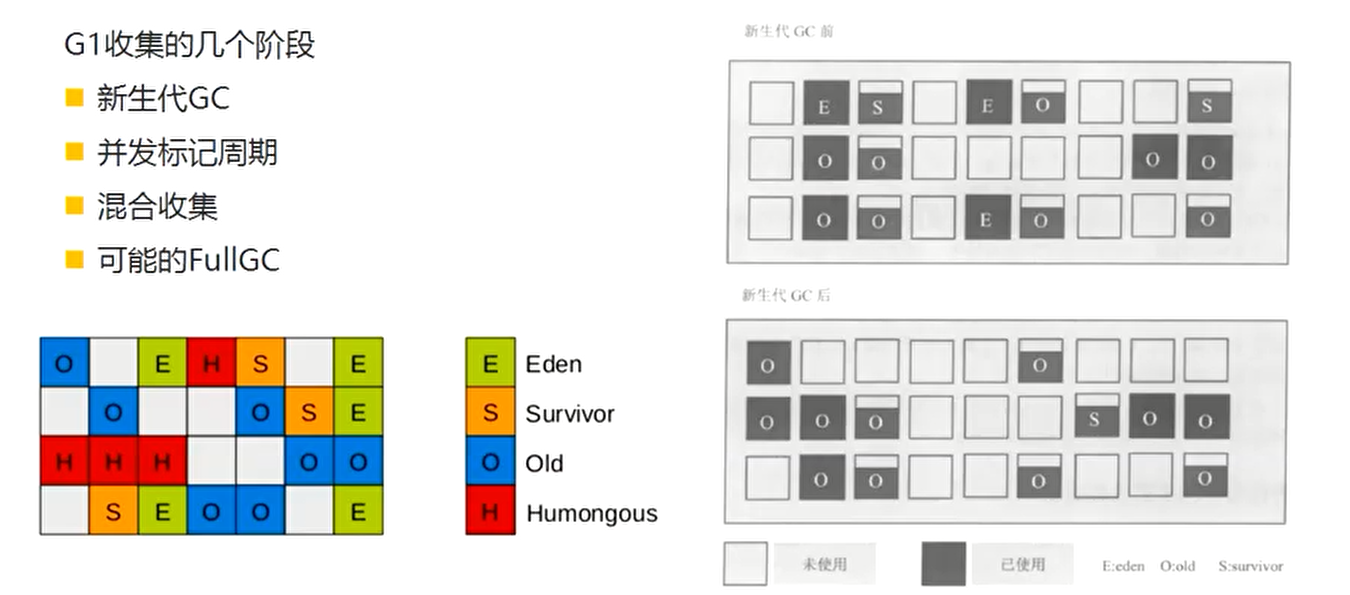 G1收集的几个阶段
新生代GC
并发标记周期
混合收集
可能的FullGC
O E H S E
O O S E
H H H O O
S E O O E
E Eden
S Survivor
O Old
H Humongous
新生代 GC 前
E S E O S
O O O O
O O E O O
新生代 GC 后
O O
O O O S O O
O O O O
未使用 已使用 E:eden O:old S:survivor